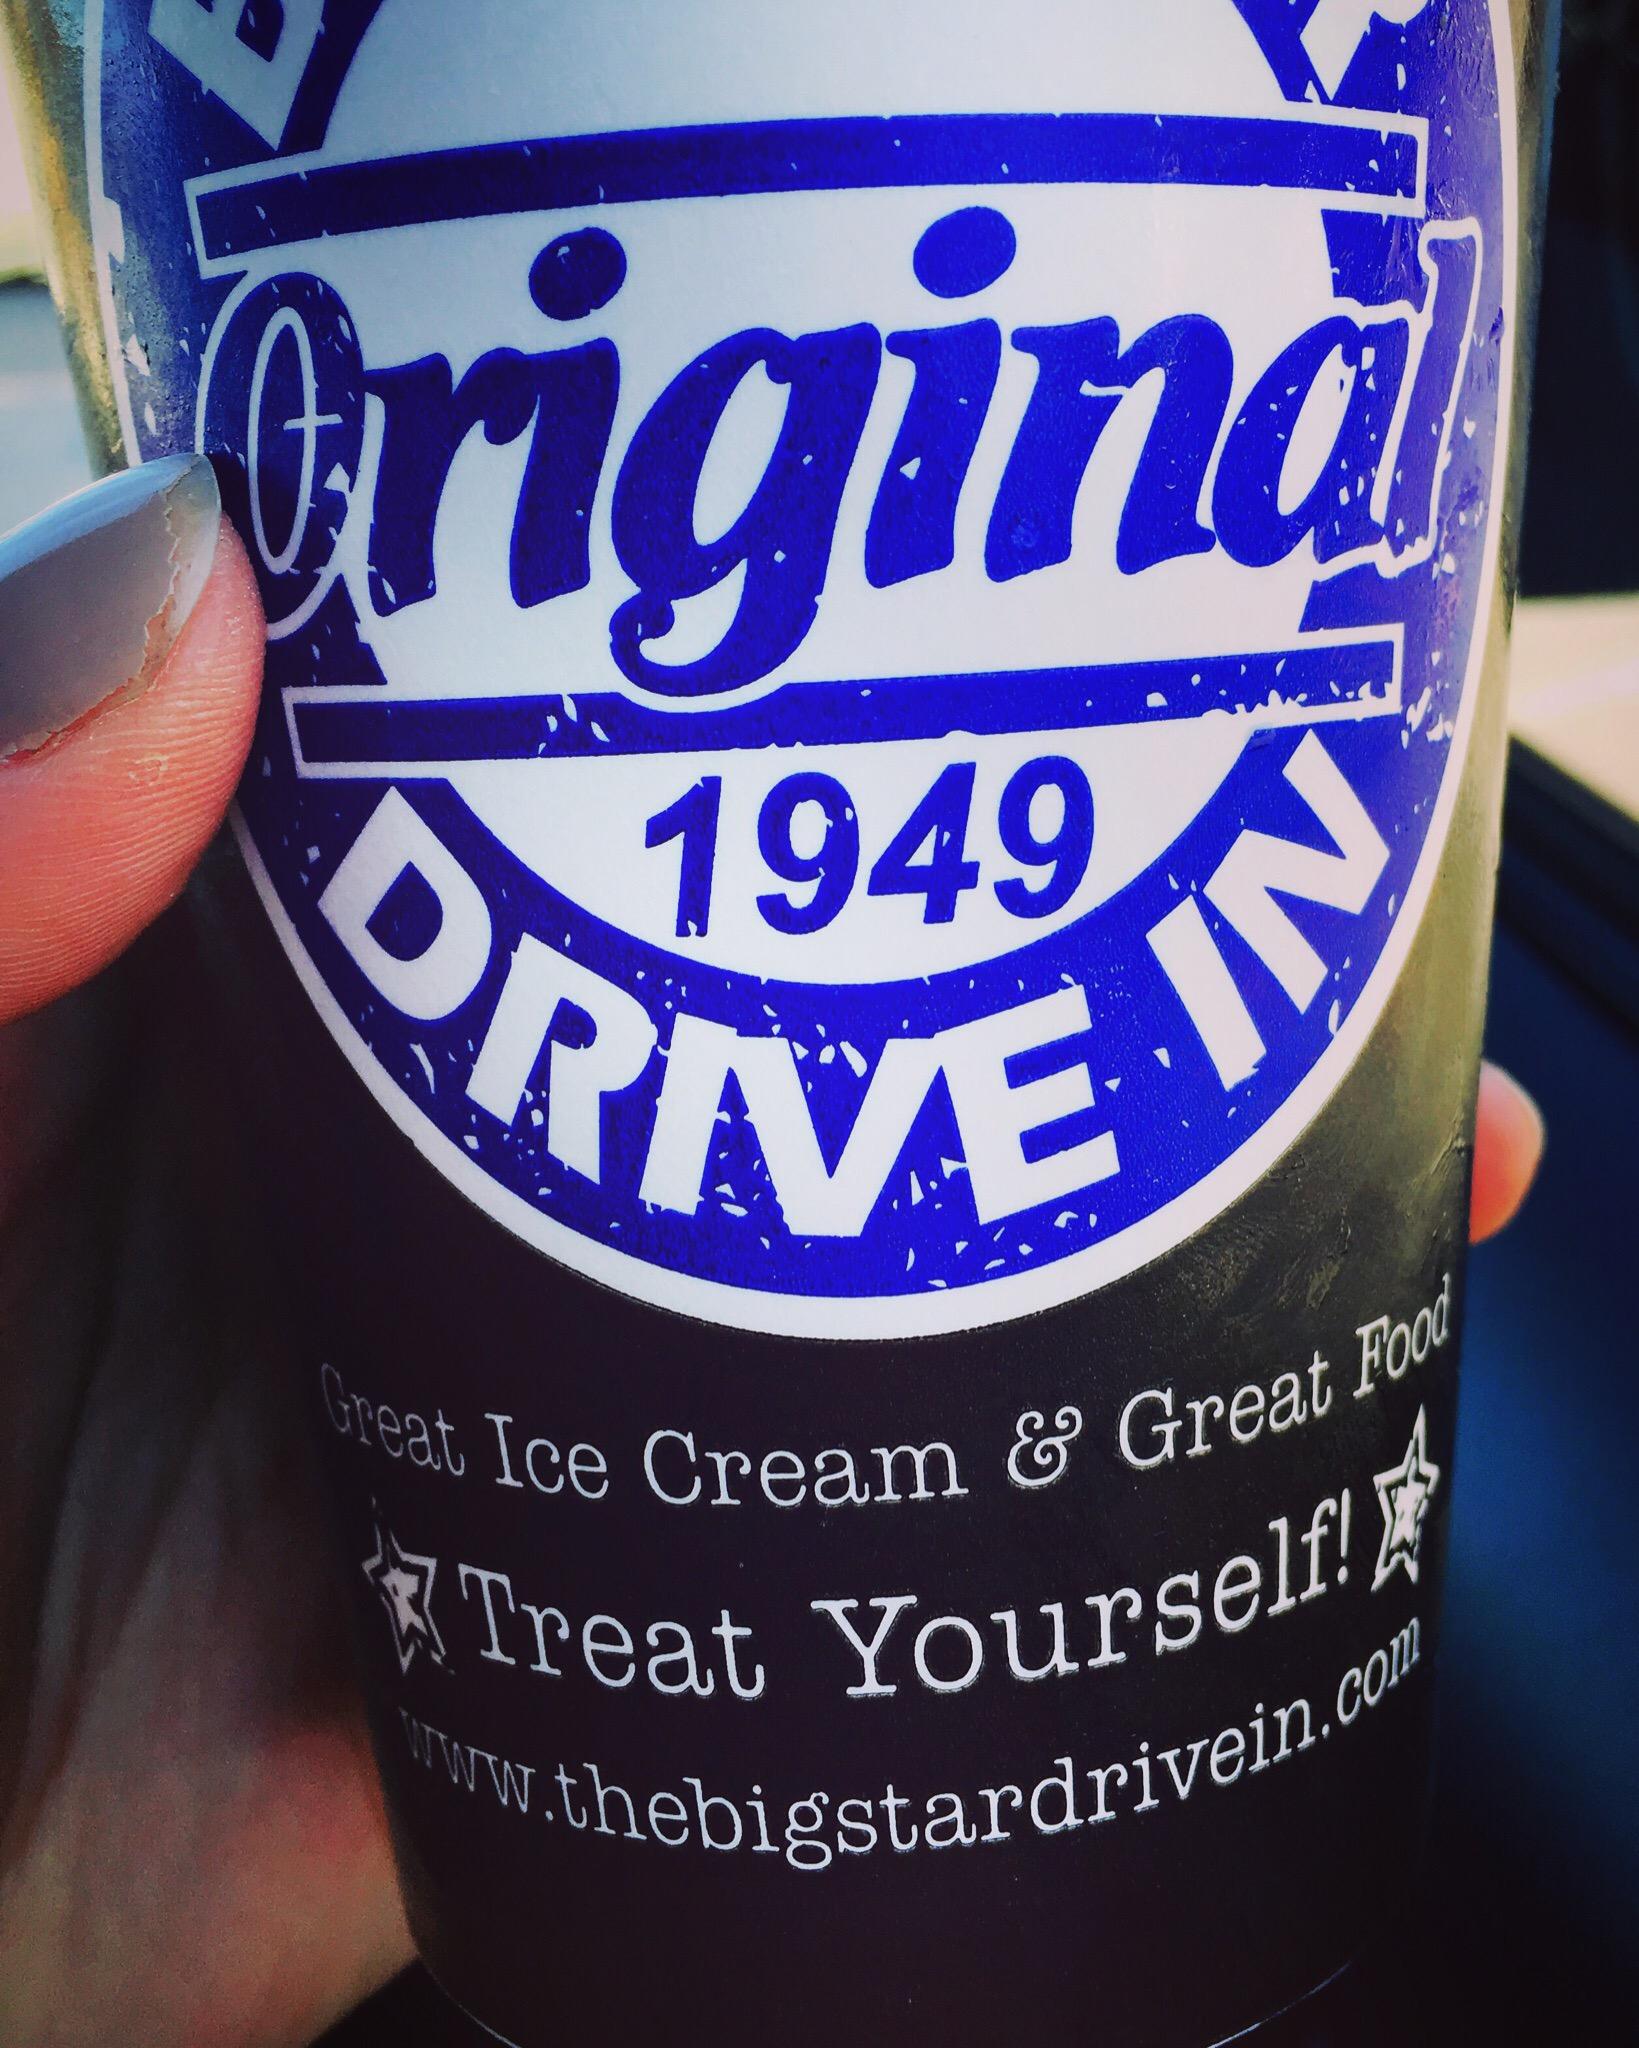 Original
1949
DRIVE IN
Great Ice Cream & Great Food
Treat Yourself!
www.thebigstardrivein.com